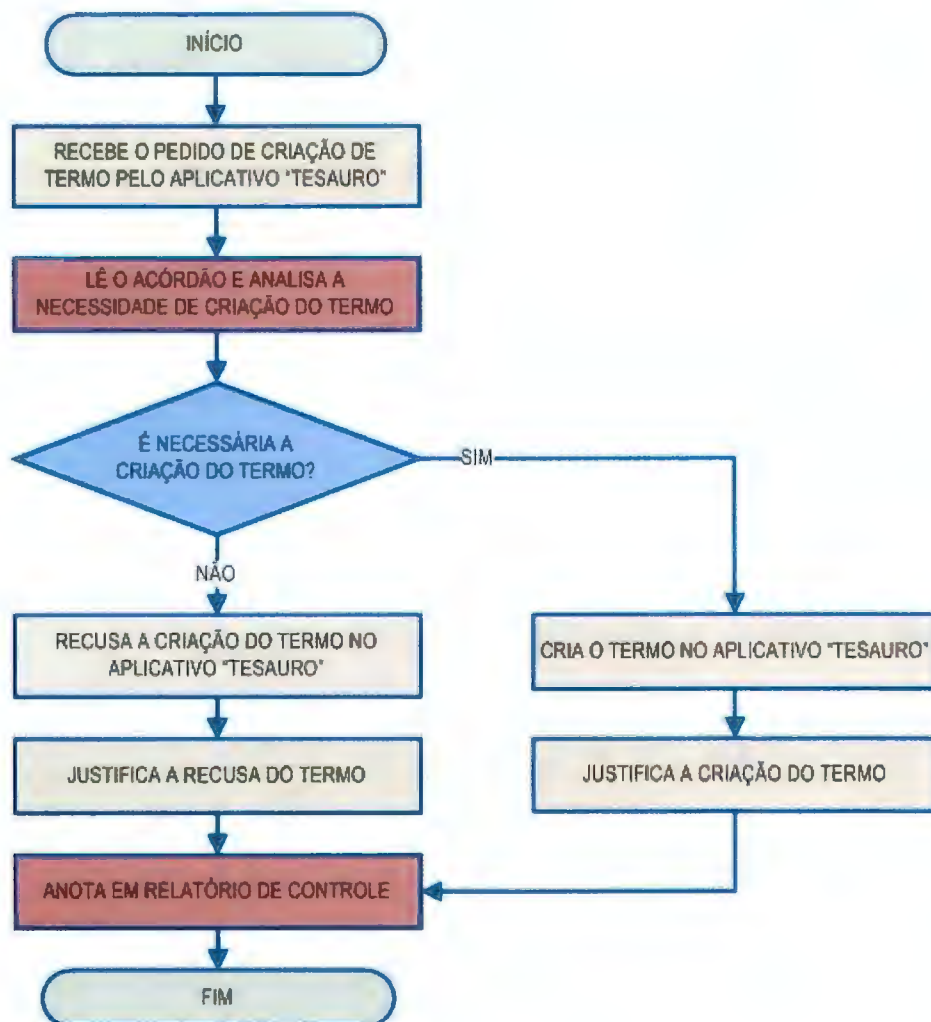 INÍCIO
RECEBE O PEDIDO DE CRIAÇÃO DE
TERMO PELO APLICATIVO "TESAURO"
LÊ O ACÓRDÃO E ANALISA A
NECESSIDADE DE CRIAÇÃO DO TERMO
É NECESSÁRIA A
CRIAÇÃO DO TERMO?
SIM
NÃO
RECUSA A CRIAÇÃO DO TERMO NO
APLICATIVO "TESAURO"
CRIA O TERMO NO APLICATIVO "TESAURO"
JUSTIFICA A RECUSA DO TERMO
JUSTIFICA A CRIAÇÃO DO TERMO
ANOTA EM RELATÓRIO DE CONTROLE
FIM